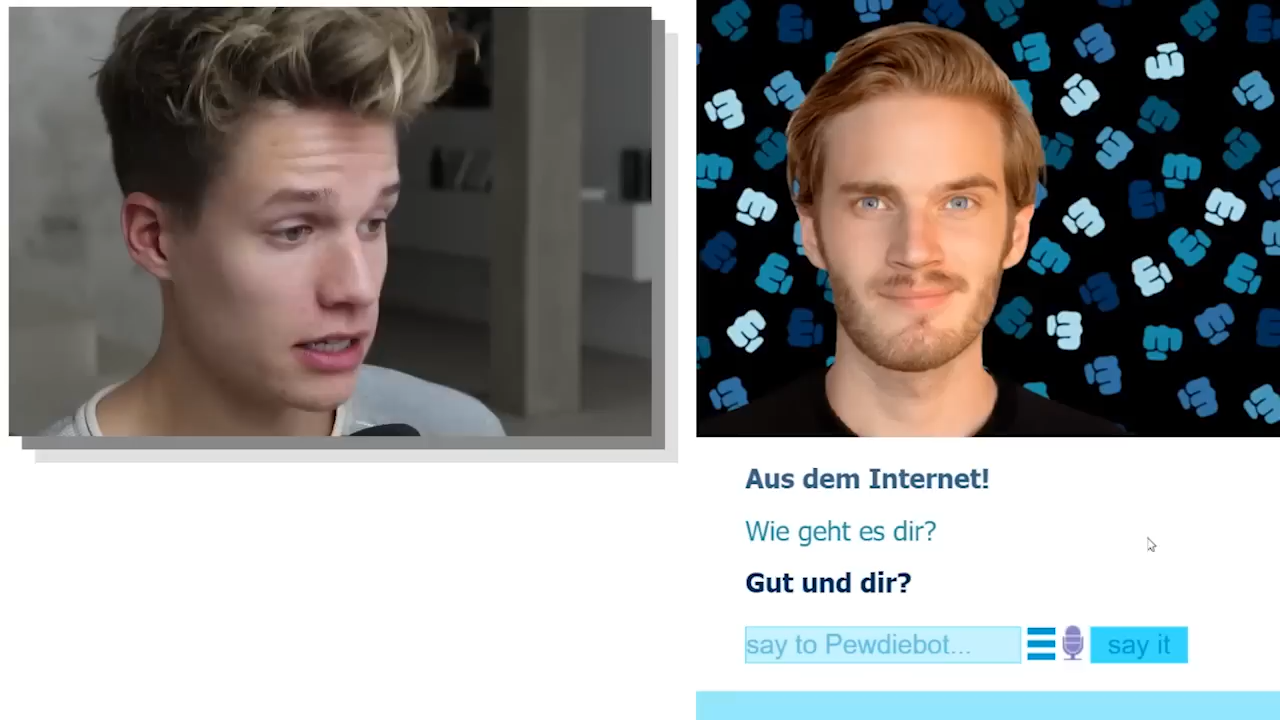 Aus dem Internet!
Wie geht es dir?
Gut und dir?
say to Pewdiebot...
say it